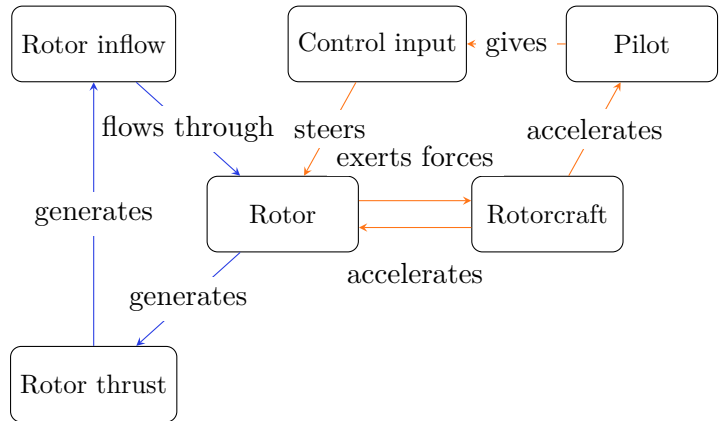 Rotor inflow
Control input
gives
Pilot
flows through
steers
accelerates
exerts forces
generates
Rotor
Rotorcraft
accelerates
generates
Rotor thrust